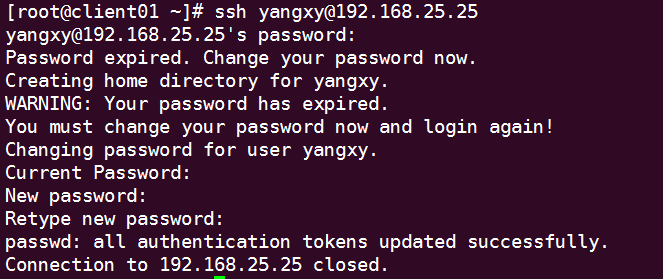 [root@client01 ~]# ssh yangxy@192.168.25.25
yangxy@192.168.25.25's password:
Password expired. Change your password now.
Creating home directory for yangxy.
WARNING: Your password has expired.
You must change your password now and login again!
Changing password for user yangxy.
Current Password:
New password:
Retype new password:
passwd: all authentication tokens updated successfully.
Connection to 192.168.25.25 closed.